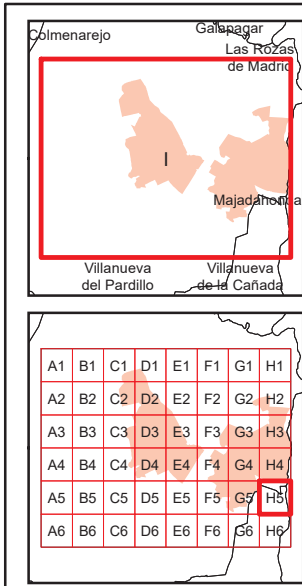 Colmenarejo
Galapagar
Las Rozas
de Madrid
I
Majadahonda
Villanueva
del Pardillo
Villanueva
de la Cañada
A1 B1 C1 D1 E1 F1 G1 H1
A2 B2 C2 D2 E2 F2 G2 H2
A3 B3 C3 D3 E3 F3 G3 H3
A4 B4 C4 D4 E4 F4 G4 H4
A5 B5 C5 D5 E5 F5 G5 H5
A6 B6 C6 D6 E6 F6 G6 H6